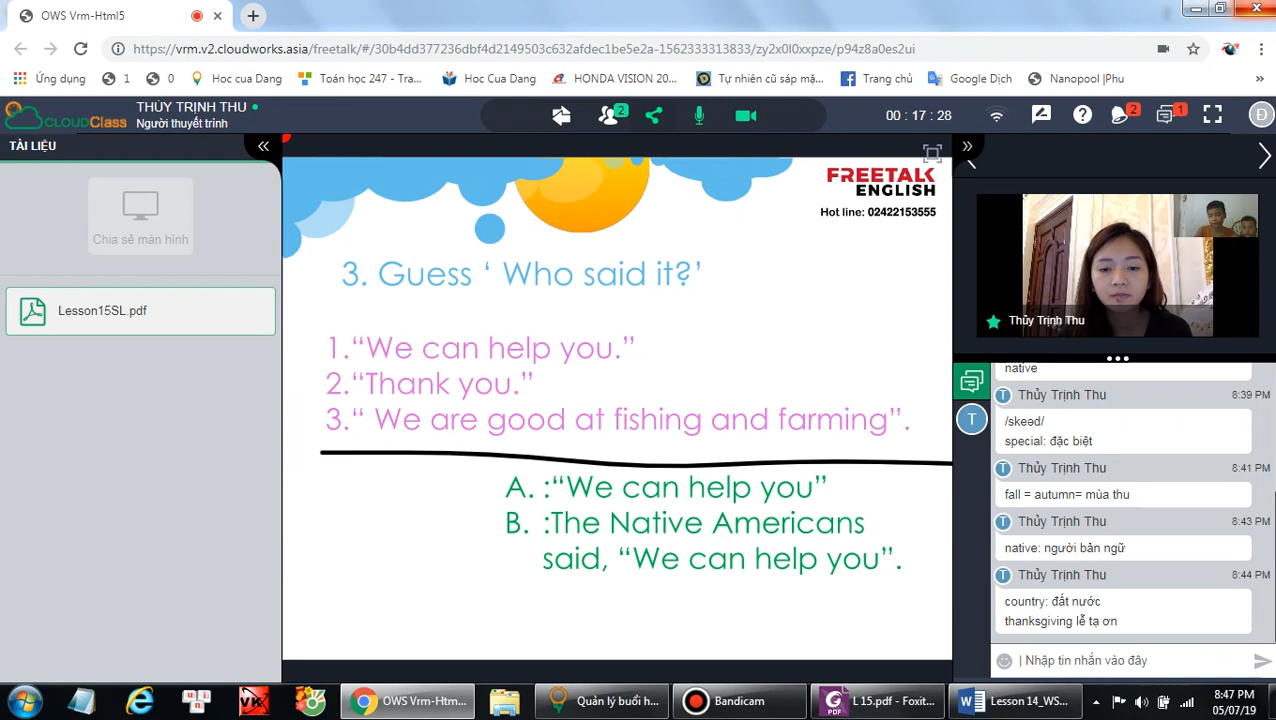 OWS Vrm-Html5
https://vrm.v2.cloudworks.asia/freetalk/#/30b4dd377236dbf4d2149503c632afdec1be5e2a-1562333313833/zy2x0l0xxpze/p94z8a0es2ui
Ứng dụng 1 0 Hoc cua Dang Toán học 247 - Tra... Học Cua Dang HONDA VISION 20... Tự nhiên cũ sáp mặ... Trang chủ Google Dịch Nanopool |Phu »
CLOUDClass
THỦY TRỊNH THU
Người thuyết trình
2
00 : 17 : 28
2
1
Đ
TÀI LIỆU
Chia sẻ màn hình
Lesson15SL.pdf
FREETALK
ENGLISH
Hot line: 02422153555
3. Guess ‘ Who said it?’
1.“We can help you.”
2.“Thank you.”
3.“ We are good at fishing and farming”.
A. :“We can help you”
B. :The Native Americans
said, “We can help you”.
Thủy Trịnh Thu
native
T Thủy Trịnh Thu 8:39 PM
T
/skeəd/
special: đặc biệt
T Thủy Trịnh Thu 8:41 PM
fall = autumn= mùa thu
T Thủy Trịnh Thu 8:43 PM
native: người bản ngữ
T Thủy Trịnh Thu 8:44 PM
country: đất nước
thanksgiving lễ tạ ơn
Nhập tin nhắn vào đây
OWS Vrm-Htm... Quản lý buổi h... Bandicam L 15.pdf - Foxit... Lesson 14_WS...
8:47 PM
05/07/19